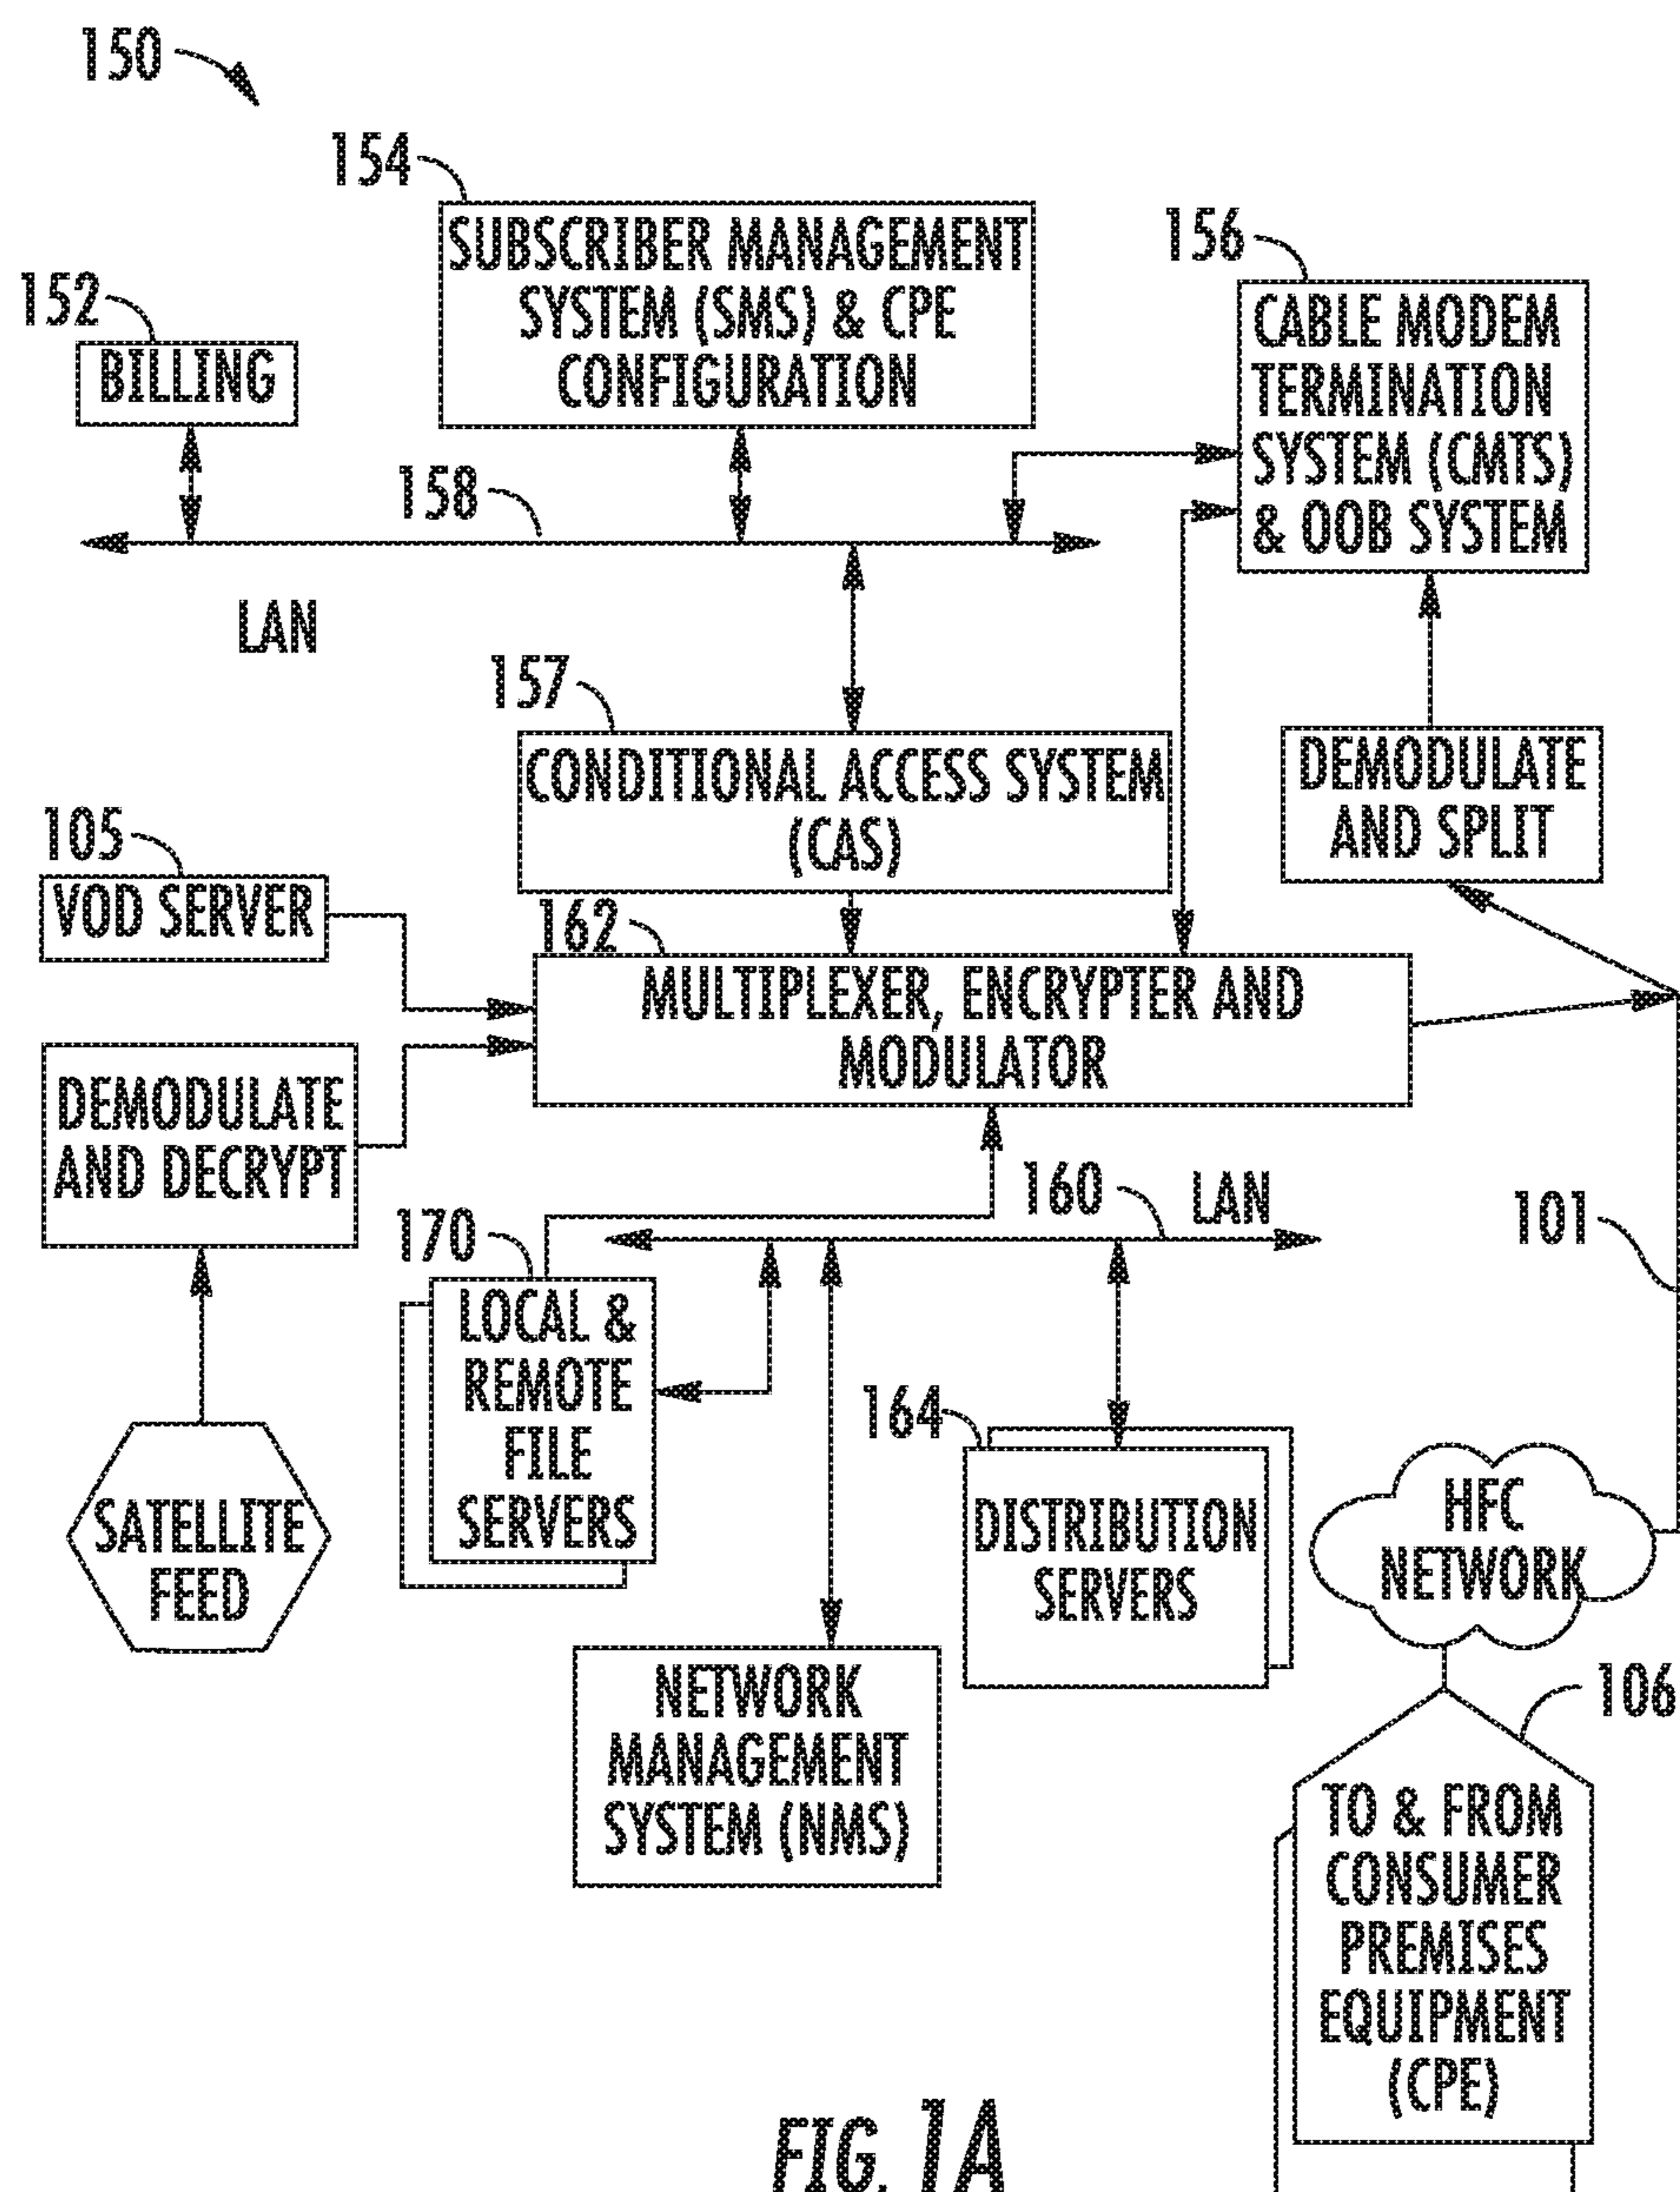 150
154
SUBSCRIBER MANAGEMENT
SYSTEM (SMS) & CPE
CONFIGURATION
156
CABLE MODEM
TERMINATION
SYSTEM (CMTS)
& OOB SYSTEM
152
BILLING
158
LAN
157
CONDITIONAL ACCESS SYSTEM
(CAS)
DEMODULATE
AND SPLIT
105
VOD SERVER
162
MULTIPLEXER, ENCRYPTER AND
MODULATOR
DEMODULATE
AND DECRYPT
160
LAN
101
170
LOCAL &
REMOTE
FILE
SERVERS
164
DISTRIBUTION
SERVERS
HFC
NETWORK
SATELLITE
FEED
NETWORK
MANAGEMENT
SYSTEM (NMS)
106
TO & FROM
CONSUMER
PREMISES
EQUIPMENT
(CPE)
FIG. 1A